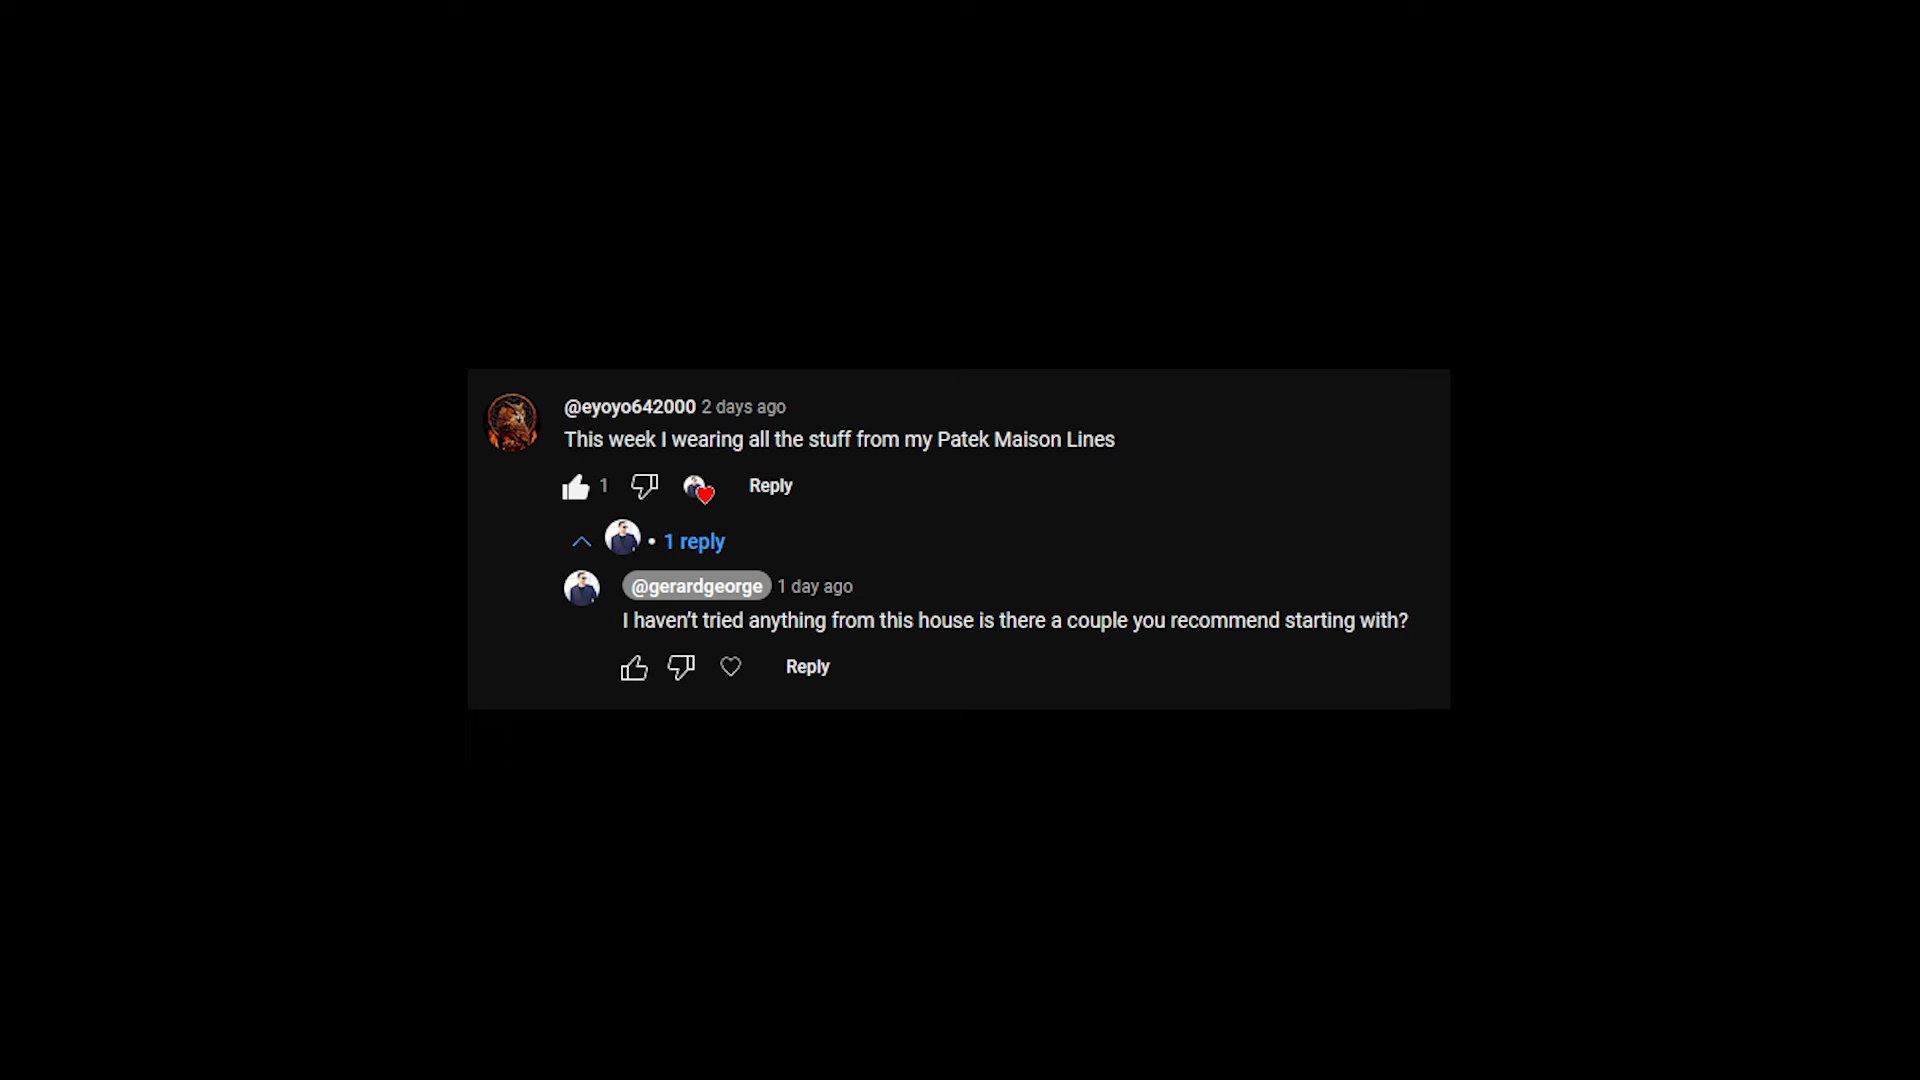 @eyoyo642000 2 days ago
This week I wearing all the stuff from my Patek Maison Lines
1 Reply
• 1 reply
@gerardgeorge 1 day ago
I haven't tried anything from this house is there a couple you recommend starting with?
Reply